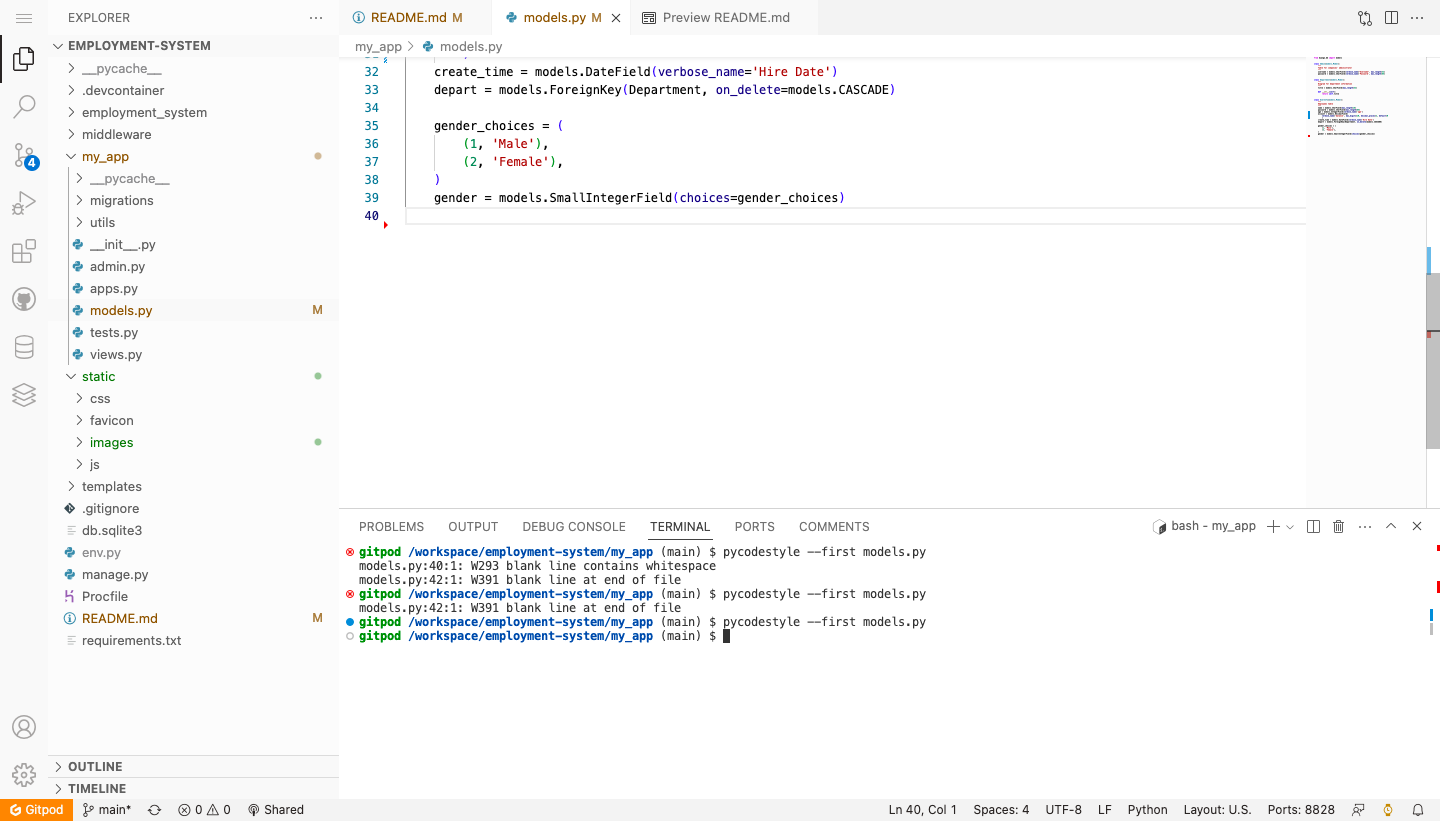 EXPLORER
README.md M
models.py M
Preview README.md
EMPLOYMENT-SYSTEM
my_app
models.py
__pycache__
.devcontainer
employment_system
middleware
my_app
__pycache__
migrations
utils
__init__.py
admin.py
apps.py
models.py M
tests.py
views.py
static
css
favicon
images
js
templates
.gitignore
db.sqlite3
env.py
manage.py
Procfile
README.md M
requirements.txt
OUTLINE
TIMELINE
4
32 create_time = models.DateField(verbose_name='Hire Date')
33 depart = models.ForeignKey(Department, on_delete=models.CASCADE)
34
35 gender_choices = (
36 (1, 'Male'),
37 (2, 'Female'),
38 )
39 gender = models.SmallIntegerField(choices=gender_choices)
40
PROBLEMS OUTPUT DEBUG CONSOLE TERMINAL PORTS COMMENTS
bash - my_app
gitpod /workspace/employment-system/my_app (main) $ pycodestyle --first models.py
models.py:40:1: W293 blank line contains whitespace
models.py:42:1: W391 blank line at end of file
gitpod /workspace/employment-system/my_app (main) $ pycodestyle --first models.py
models.py:42:1: W391 blank line at end of file
gitpod /workspace/employment-system/my_app (main) $ pycodestyle --first models.py
gitpod /workspace/employment-system/my_app (main) $
Gitpod main* 0 0 Shared Ln 40, Col 1 Spaces: 4 UTF-8 LF Python Layout: U.S. Ports: 8828